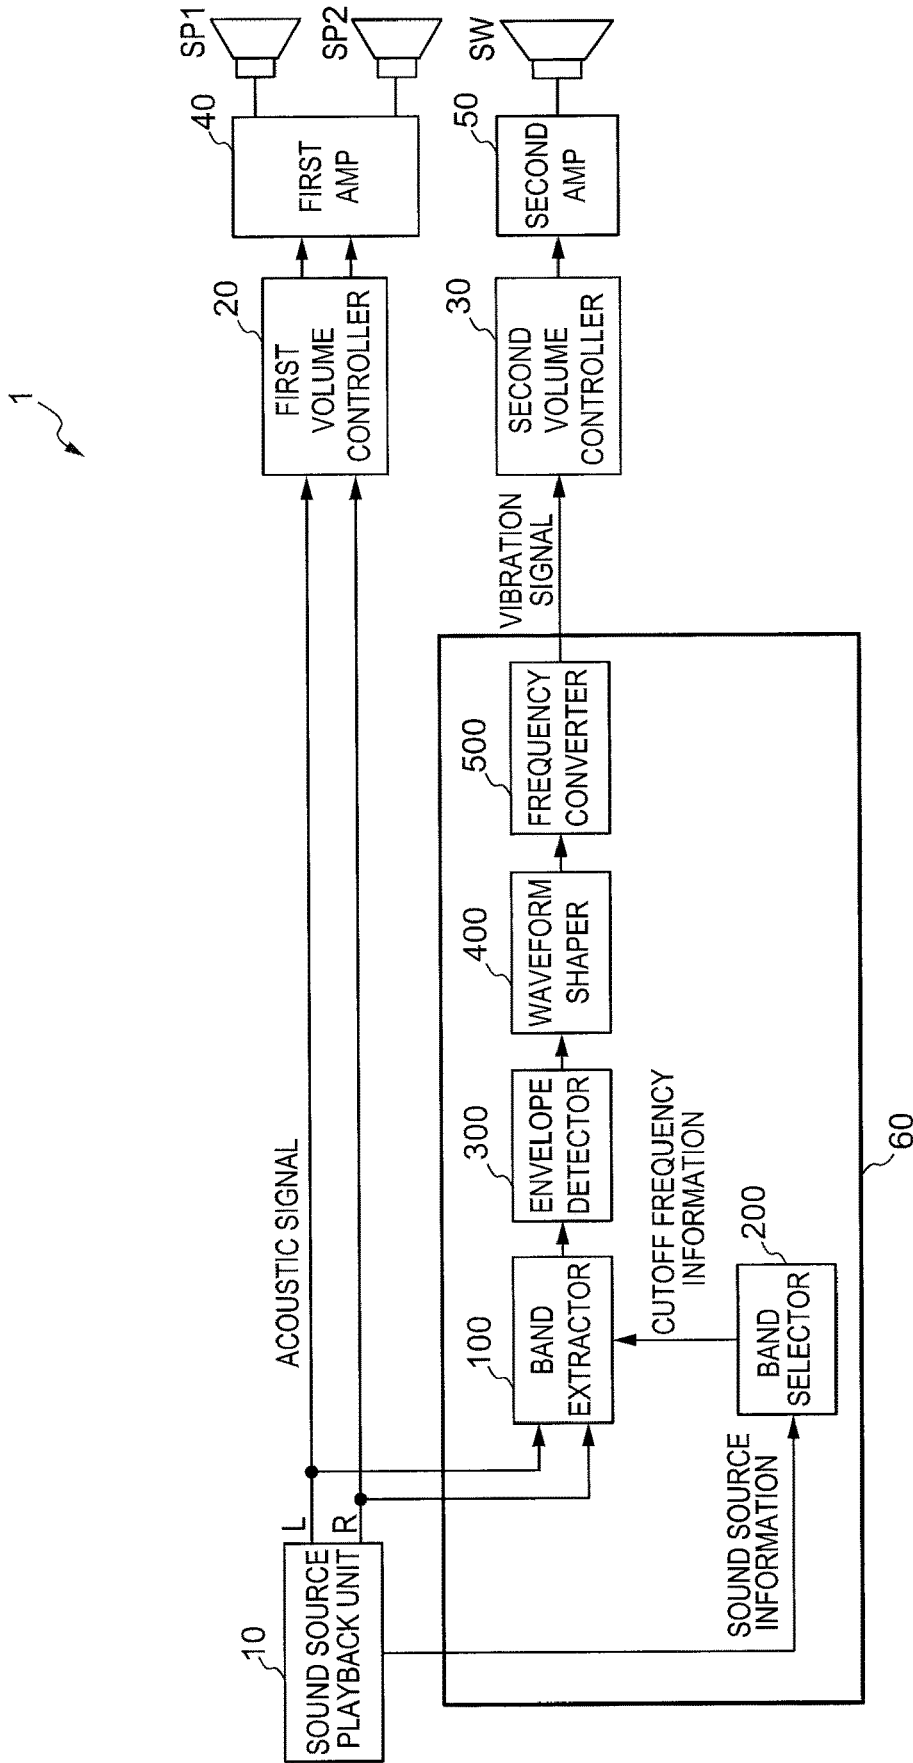 1
SP1
SP2
SW
40
FIRST
AMP
50
SECOND
AMP
20
FIRST
VOLUME
CONTROLLER
30
SECOND
VOLUME
CONTROLLER
ACOUSTIC SIGNAL
VIBRATION
SIGNAL
10
SOUND SOURCE
PLAYBACK UNIT
L
R
100
BAND
EXTRACTOR
300
ENVELOPE
DETECTOR
400
WAVEFORM
SHAPER
500
FREQUENCY
CONVERTER
CUTOFF FREQUENCY
INFORMATION
200
BAND
SELECTOR
SOUND SOURCE
INFORMATION
60